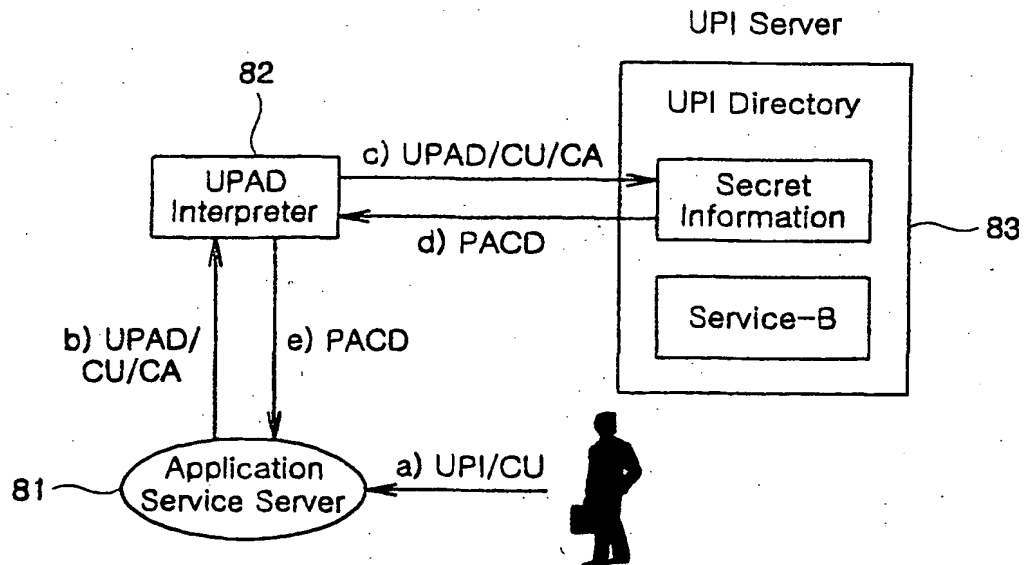 UPI Server
82
UPI Directory
c) UPAD/CU/CA
UPAD
Interpreter
Secret
Information
d) PACD
83
Service-B
b) UPAD/
CU/CA
e) PACD
Application
Service Server
a) UPI/CU
81